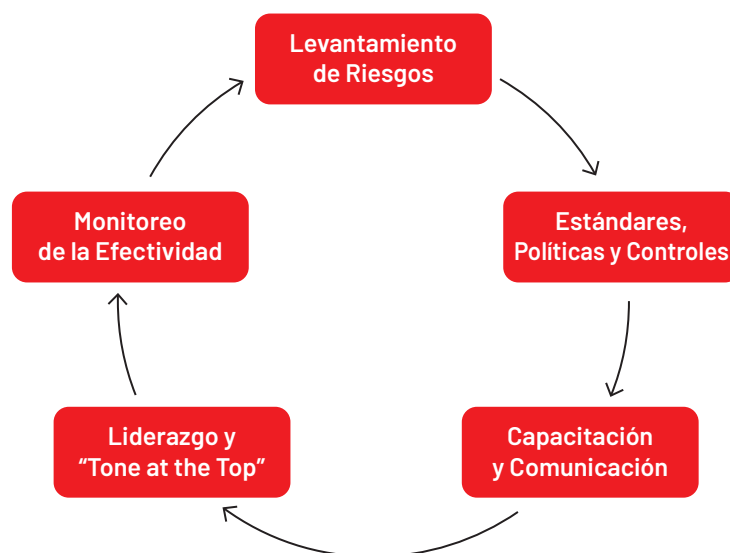 Levantamiento
de Riesgos
Monitoreo
de la Efectividad
Estándares,
Políticas y Controles
Liderazgo y
“Tone at the Top”
Capacitación
y Comunicación